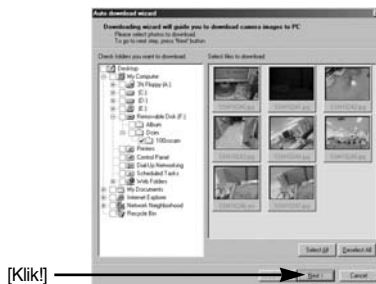 Auto download wizard
Downloading wizard will guide you to download camera images to PC
Please select photos to download.
To go to next step, press 'Next' button
Check folders you want to download.
Select files to download
Desktop
My Computer
3½ Floppy (A:)
(C:)
(D:)
(E:)
Removable Disk (F:)
Album
Dcim
100sscam
Printers
Control Panel
Dial-Up Networking
Scheduled Tasks
Web Folders
My Documents
Internet Explorer
Network Neighborhood
Recycle Bin
Select All
Deselect All
[Klik!]
Next >
Cancel